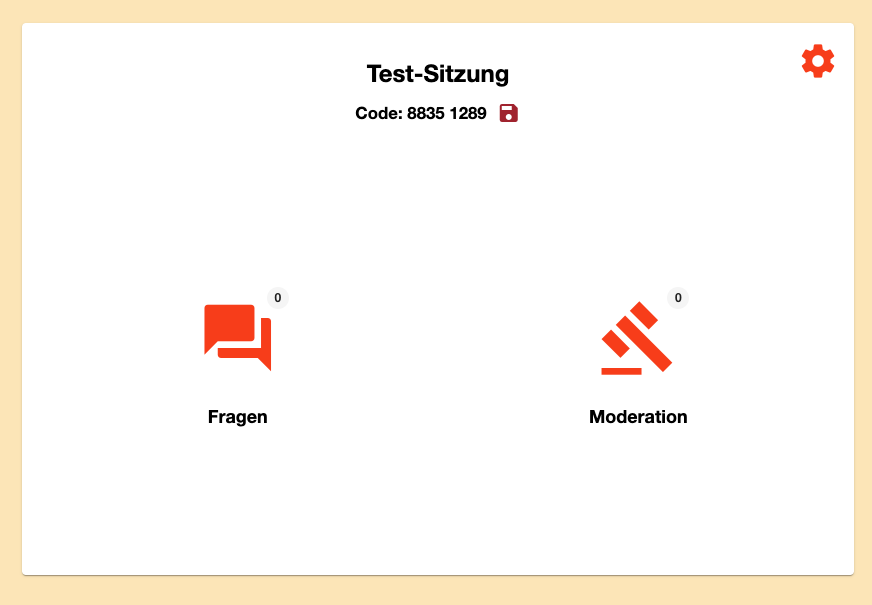 Test-Sitzung
Code: 8835 1289
0
0
Fragen
Moderation